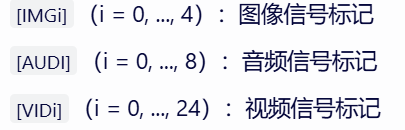 [IMGi] （i = 0, ..., 4）：图像信号标记
[AUDI] （i = 0, ..., 8）：音频信号标记
[VIDi] （i = 0, ..., 24）：视频信号标记